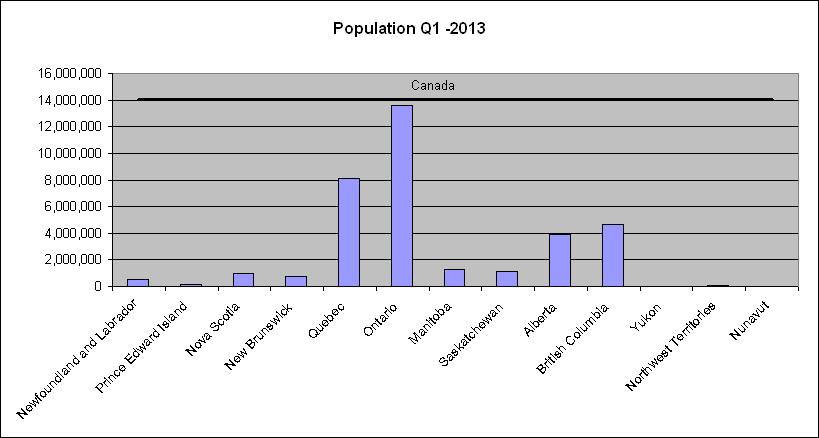 Population Q1 -2013
Canada
16,000,000
14,000,000
12,000,000
10,000,000
8,000,000
6,000,000
4,000,000
2,000,000
0
Newfoundland and Labrador
Prince Edward Island
Nova Scotia
New Brunswick
Quebec
Ontario
Manitoba
Saskatchewan
Alberta
British Columbia
Yukon
Northwest Territories
Nunavut